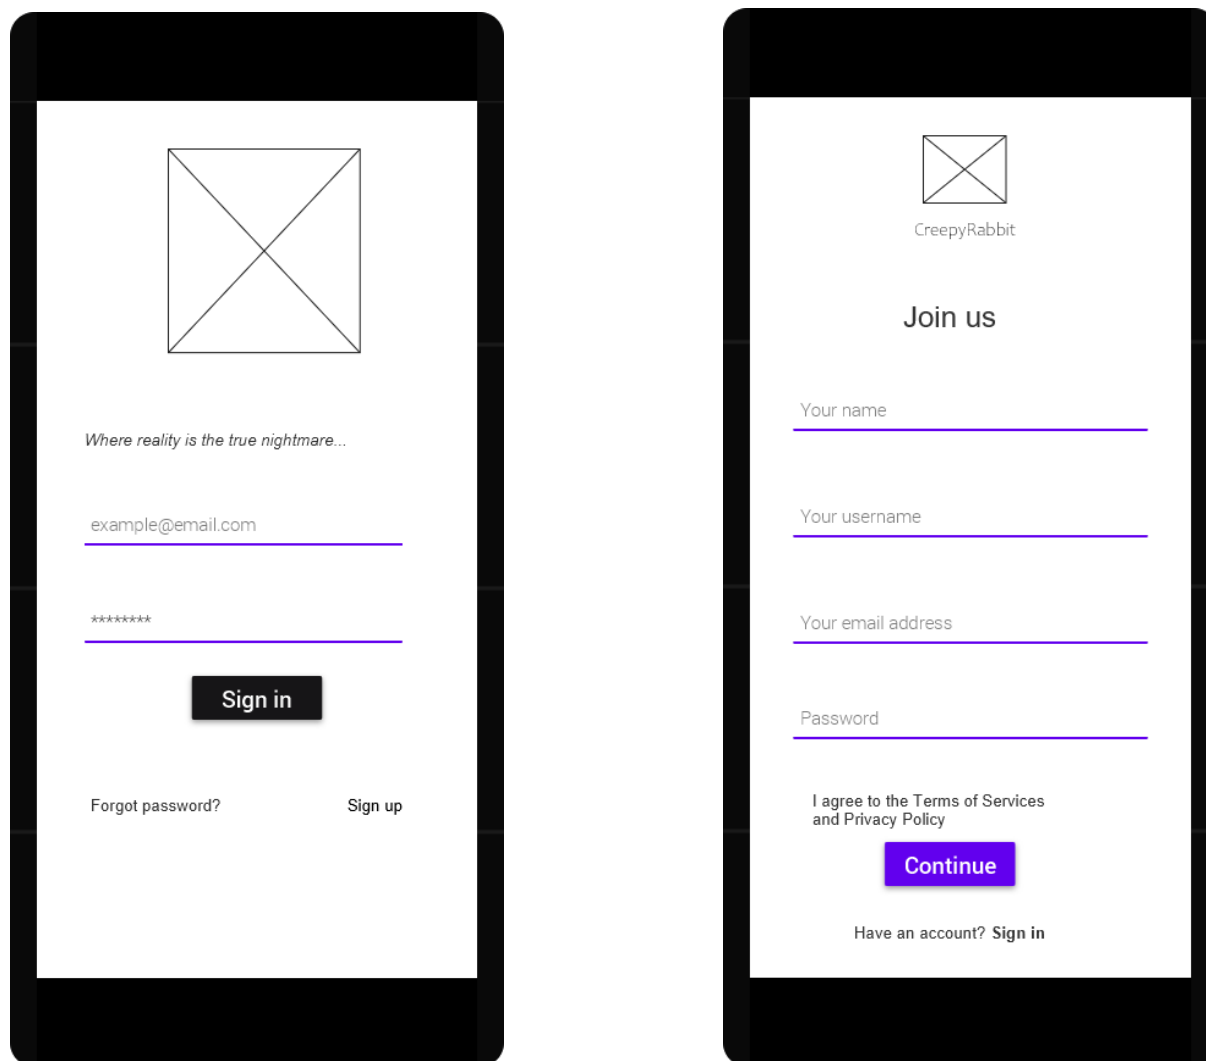 Where reality is the true nightmare...
example@email.com
********
Sign in
Forgot password?
Sign up
CreepyRabbit
Join us
Your name
Your username
Your email address
Password
I agree to the Terms of Services
and Privacy Policy
Continue
Have an account? Sign in